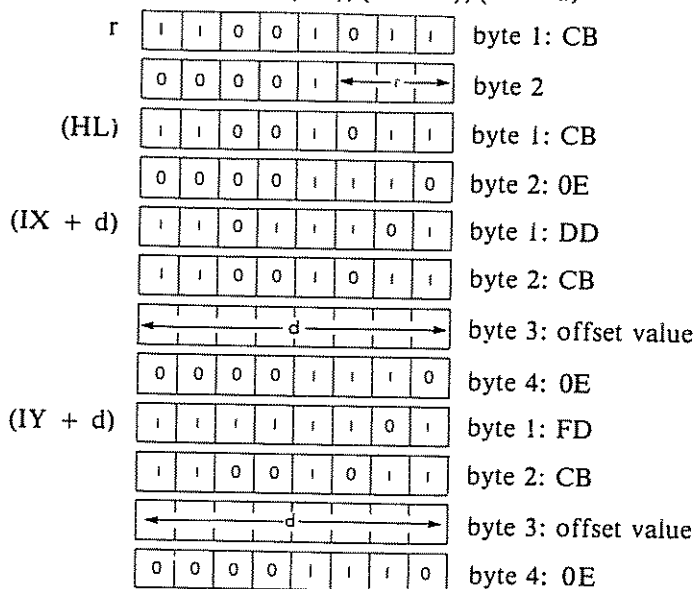 r 1 1 0 0 1 0 1 1 byte 1: CB
0 0 0 0 1 r byte 2
(HL) 1 1 0 0 1 0 1 1 byte 1: CB
0 0 0 0 1 1 1 0 byte 2: 0E
(IX + d) 1 1 0 1 1 1 0 1 byte 1: DD
1 1 0 0 1 0 1 1 byte 2: CB
d byte 3: offset value
0 0 0 0 1 1 1 0 byte 4: 0E
(IY + d) 1 1 1 1 1 1 0 1 byte 1: FD
1 1 0 0 1 0 1 1 byte 2: CB
d byte 3: offset value
0 0 0 0 1 1 1 0 byte 4: 0E